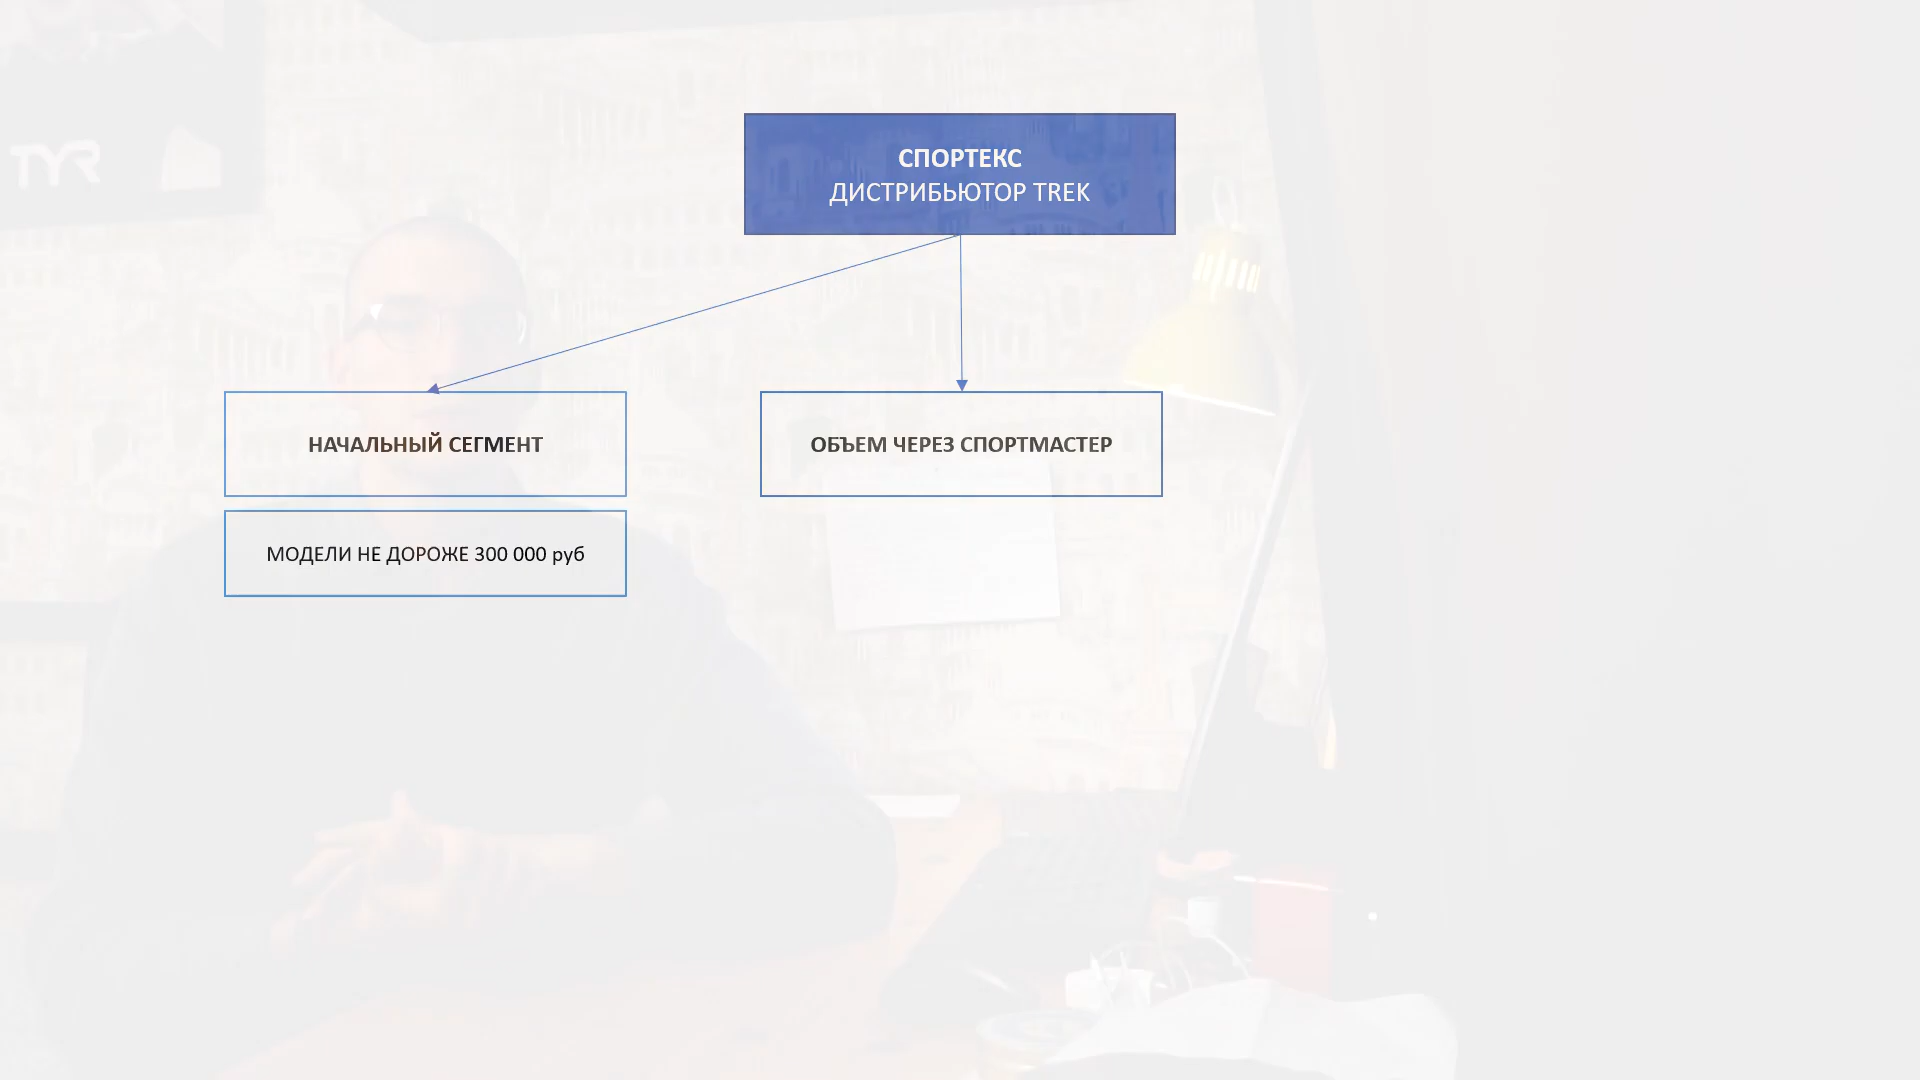 TYR
СПОРТЕКС
ДИСТРИБЬЮТОР TREK
НАЧАЛЬНЫЙ СЕГМЕНТ
ОБЪЕМ ЧЕРЕЗ СПОРТМАСТЕР
МОДЕЛИ НЕ ДОРОЖЕ 300 000 руб